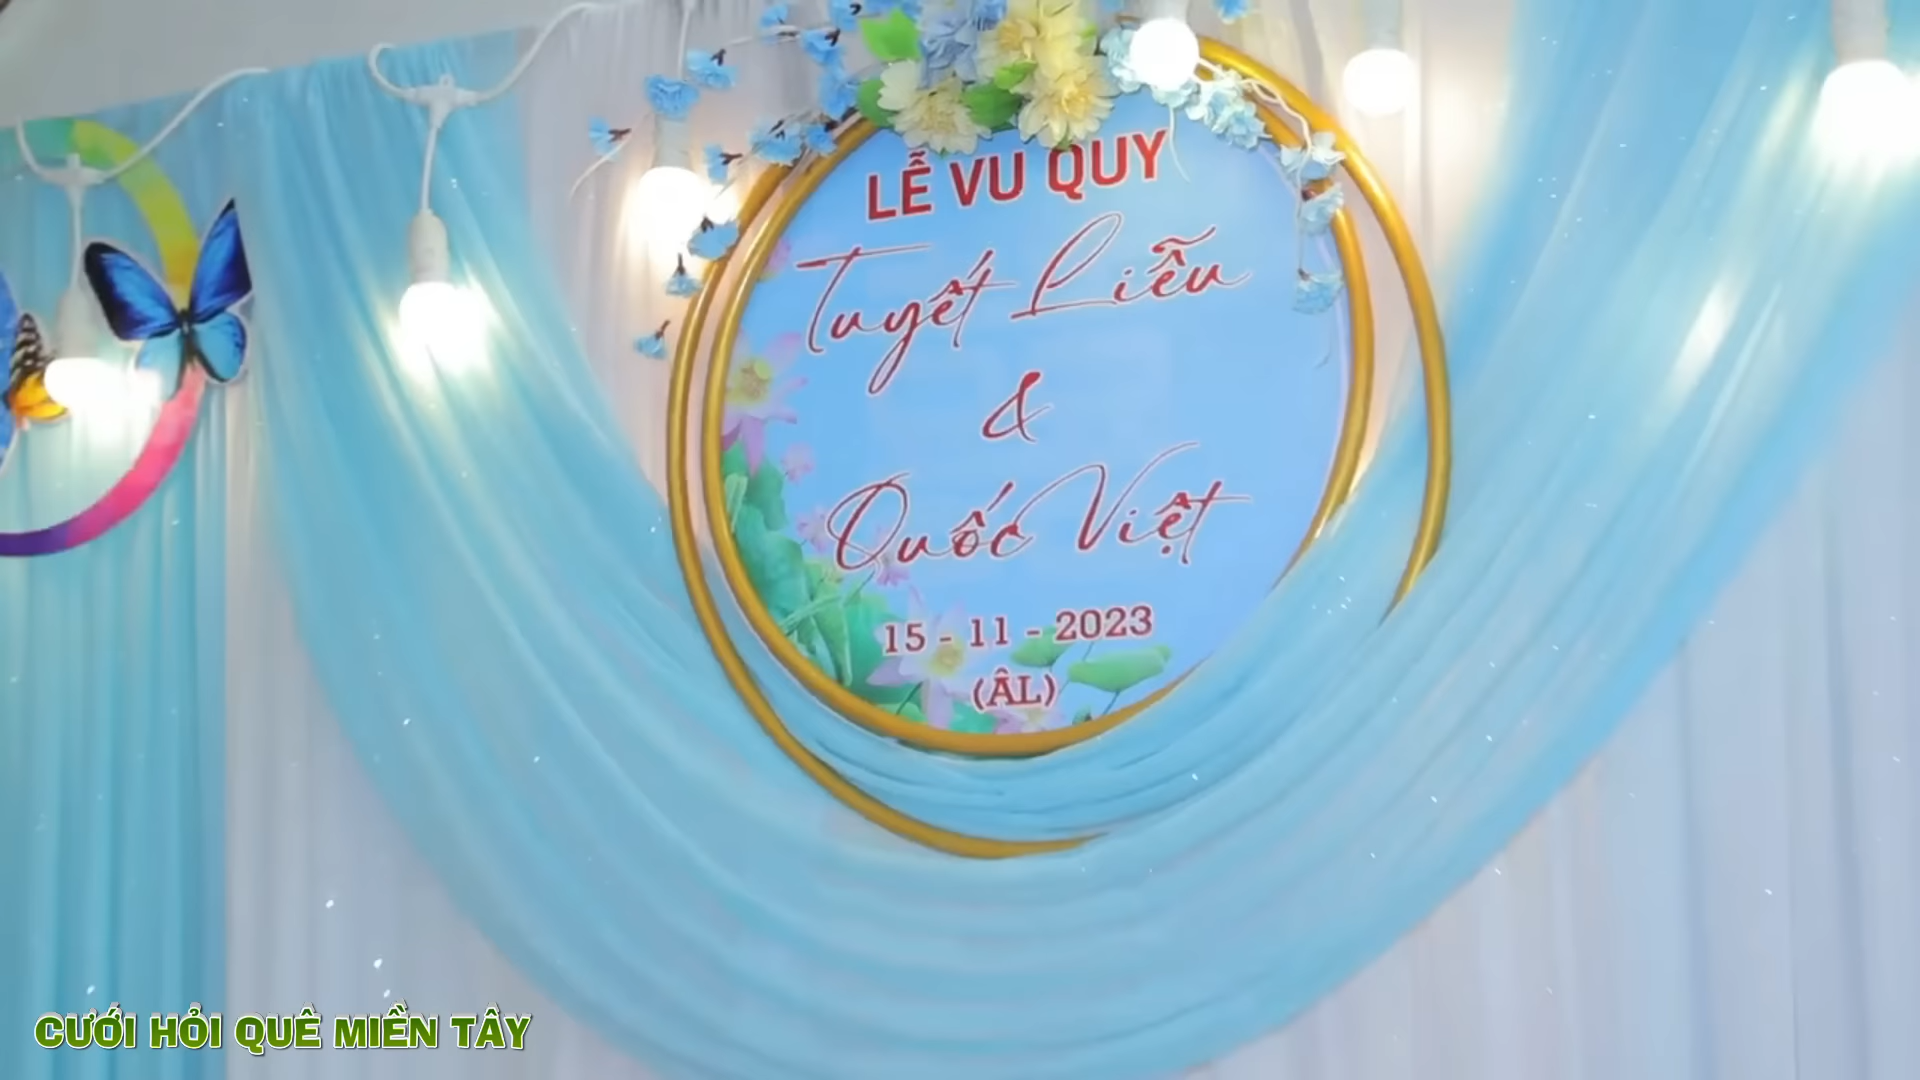 LỄ VU QUY
Tuyết Liễu
&
Quốc Việt
15 - 11 - 2023
(ÂL)
CƯỚI HỎI QUÊ MIỀN TÂY